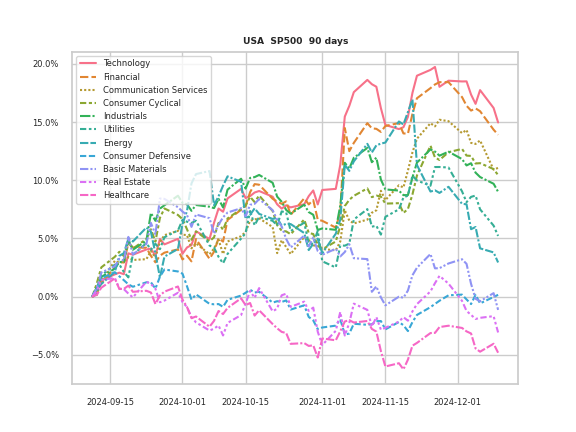 USA SP500 90 days
20.0%
15.0%
10.0%
5.0%
0.0%
−5.0%
Technology
Financial
Communication Services
Consumer Cyclical
Industrials
Utilities
Energy
Consumer Defensive
Basic Materials
Real Estate
Healthcare
2024-09-15
2024-10-01
2024-10-15
2024-11-01
2024-11-15
2024-12-01